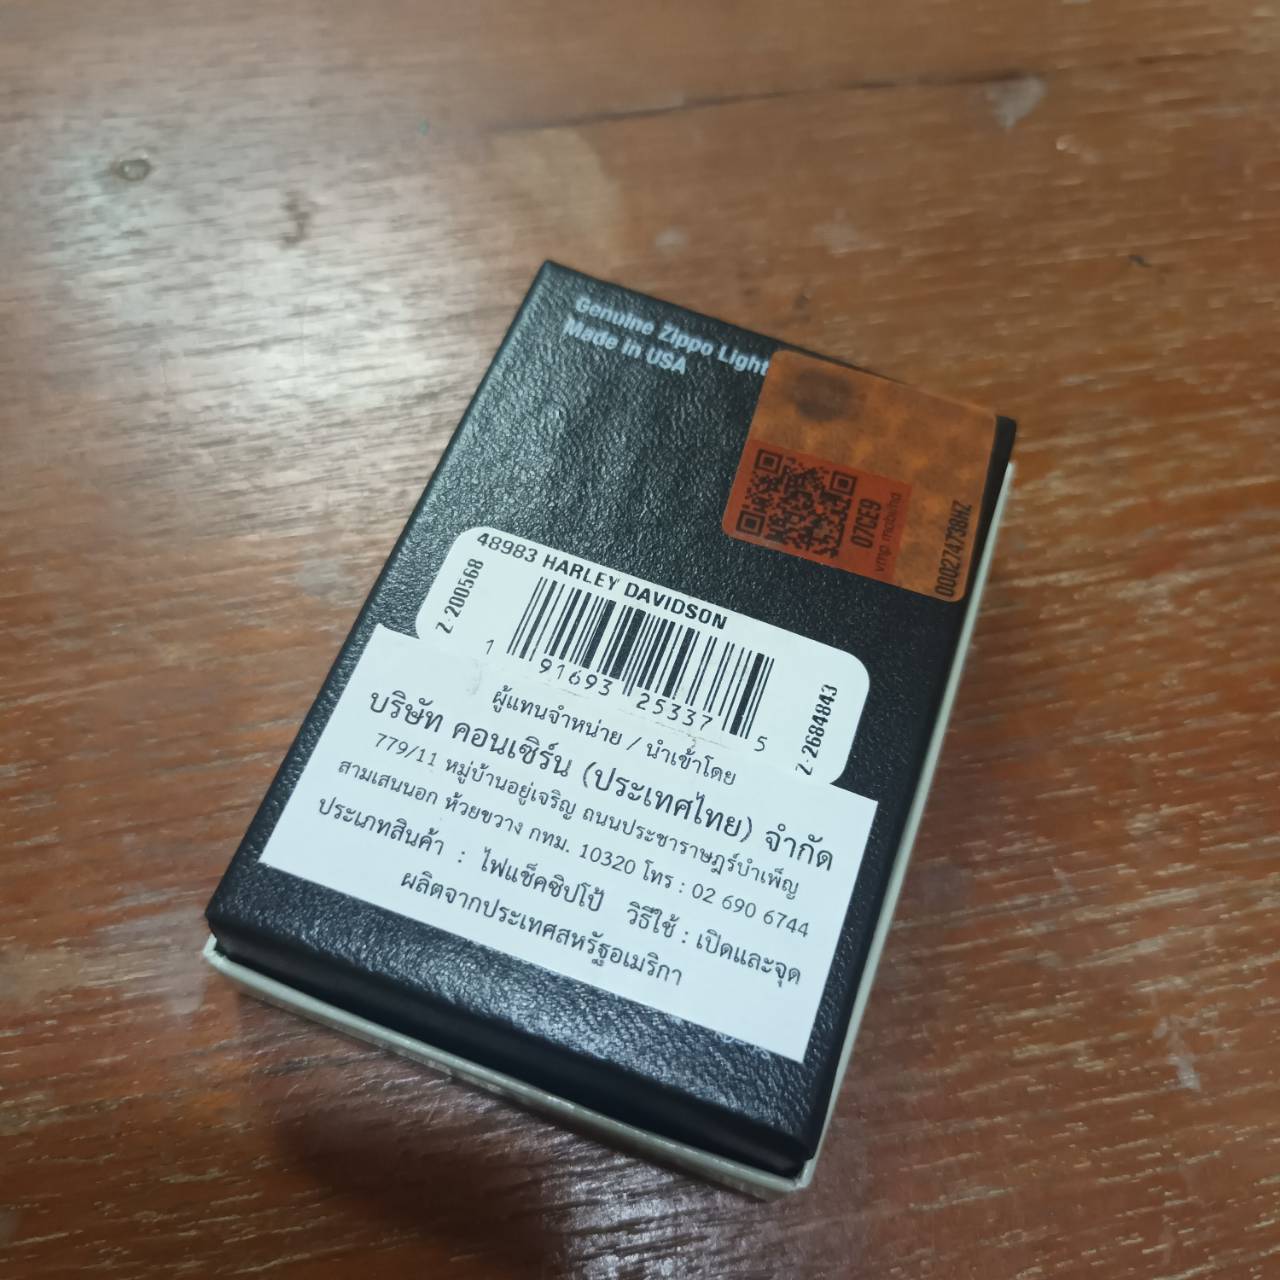 Genuine Zippo Light
Made in USA
07CE9
vmp.mobi/hd
000274738HZ
48983 HARLEY DAVIDSON
Z-200568
1 91693 25337 5
Z-2684843
ผู้แทนจำหน่าย / นำเข้าโดย
บริษัท คอนเซิร์น (ประเทศไทย) จำกัด
779/11 หมู่บ้านอยู่เจริญ ถนนประชาราษฎร์บำเพ็ญ
สามเสนนอก ห้วยขวาง กทม. 10320 โทร : 02 690 6744
ประเภทสินค้า : ไฟแช็คซิปโป้ วิธีใช้ : เปิดและจุด
ผลิตจากประเทศสหรัฐอเมริกา